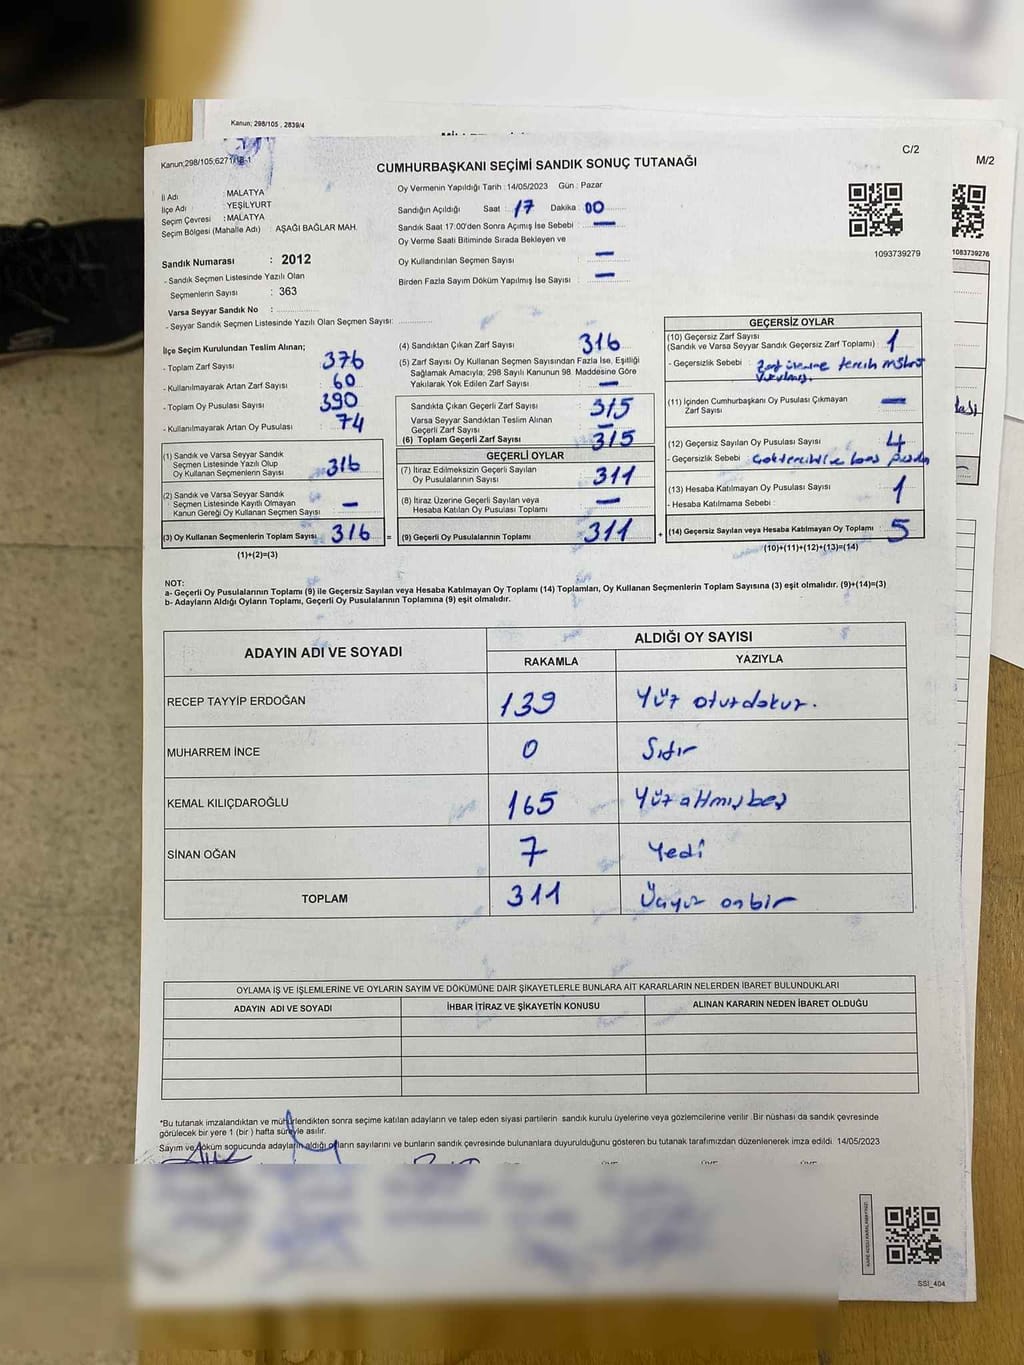 Kanun; 298/105 , 2839/4
Kanun;298/105;6271/18-1
C/2
M/2
CUMHURBAŞKANI SEÇİMİ SANDIK SONUÇ TUTANAĞI
İl Adı : MALATYA
İlçe Adı : YEŞİLYURT
Seçim Çevresi : MALATYA
Seçim Bölgesi (Mahalle Adı) : AŞAĞI BAĞLAR MAH.
Sandık Numarası : 2012
- Sandık Seçmen Listesinde Yazılı Olan
Seçmenlerin Sayısı : 363
Varsa Seyyar Sandık No :
- Seyyar Sandık Seçmen Listesinde Yazılı Olan Seçmen Sayısı:
Oy Vermenin Yapıldığı Tarih : 14/05/2023 Gün : Pazar
Sandığın Açıldığı Saat : 17 Dakika : 00
Sandık Saat 17:00'den Sonra Açımış İse Sebebi : —
Oy Verme Saati Bitiminde Sırada Bekleyen ve
Oy Kullandırılan Seçmen Sayısı : —
Birden Fazla Sayım Döküm Yapılmış İse Sayısı : —
1093739279
1083739276
İlçe Seçim Kurulundan Teslim Alınan;
- Toplam Zarf Sayısı : 376
- Kullanılmayarak Artan Zarf Sayısı : 60
- Toplam Oy Pusulası Sayısı : 390
- Kullanılmayarak Artan Oy Pusulası : 74
(1) Sandık ve Varsa Seyyar Sandık
Seçmen Listesinde Yazılı Olup
Oy Kullanan Seçmenlerin Sayısı : 316
(2) Sandık ve Varsa Seyyar Sandık
Seçmen Listesinde Kayıtlı Olmayan
Kanun Gereği Oy Kullanan Seçmen Sayısı : —
(3) Oy Kullanan Seçmenlerin Toplam Sayısı : 316 =
(1)+(2)=(3)
(4) Sandıktan Çıkan Zarf Sayısı : 316
(5) Zarf Sayısı Oy Kullanan Seçmen Sayısından Fazla İse, Eşitliği
Sağlamak Amacıyla; 298 Sayılı Kanunun 98. Maddesine Göre
Yakılarak Yok Edilen Zarf Sayısı : —
Sandıkta Çıkan Geçerli Zarf Sayısı : 315
Varsa Seyyar Sandıktan Teslim Alınan
Geçerli Zarf Sayısı : —
(6) Toplam Geçerli Zarf Sayısı : 315
GEÇERLİ OYLAR
(7) İtiraz Edilmeksizin Geçerli Sayılan
Oy Pusulalarının Sayısı : 311
(8) İtiraz Üzerine Geçerli Sayılan veya
Hesaba Katılan Oy Pusulası Toplamı : —
(9) Geçerli Oy Pusulalarının Toplamı : 311 +
GEÇERSİZ OYLAR
(10) Geçersiz Zarf Sayısı
(Sandık ve Varsa Seyyar Sandık Geçersiz Zarf Toplamı) : 1
- Geçersizlik Sebebi : Zarf üzerine tercih mührü
vurulmuş.
(11) İçinden Cumhurbaşkanı Oy Pusulası Çıkmayan
Zarf Sayısı : —
(12) Geçersiz Sayılan Oy Pusulası Sayısı : 4
- Geçersizlik Sebebi :
(13) Hesaba Katılmayan Oy Pusulası Sayısı : 1
- Hesaba Katılmama Sebebi :
(14) Geçersiz Sayılan veya Hesaba Katılmayan Oy Toplamı : 5
(10)+(11)+(12)+(13)=(14)
NOT:
a- Geçerli Oy Pusulalarının Toplamı (9) ile Geçersiz Sayılan veya Hesaba Katılmayan Oy Toplamı (14) Toplamları, Oy Kullanan Seçmenlerin Toplam Sayısına (3) eşit olmalıdır. (9)+(14)=(3)
b- Adayların Aldığı Oyların Toplamı, Geçerli Oy Pusulalarının Toplamına (9) eşit olmalıdır.
ADAYIN ADI VE SOYADI
ALDIĞI OY SAYISI
RAKAMLA YAZIYLA
RECEP TAYYİP ERDOĞAN 139 Yüz oturdokuz.
MUHARREM İNCE 0 Sıfır
KEMAL KILIÇDAROĞLU 165 Yüz altmışbeş
SİNAN OĞAN 7 Yedi
TOPLAM 311 Üçyüz onbir
OYLAMA İŞ VE İŞLEMLERİNE VE OYLARIN SAYIM VE DÖKÜMÜNE DAİR ŞİKAYETLERLE BUNLARA AİT KARARLARIN NELERDEN İBARET BULUNDUKLARI
ADAYIN ADI VE SOYADI İHBAR İTİRAZ VE ŞİKAYETİN KONUSU ALINAN KARARIN NEDEN İBARET OLDUĞU
*Bu tutanak imzalandıktan ve mühürlendikten sonra seçime katılan adayların ve talep eden siyasi partilerin sandık kurulu üyelerine veya gözlemcilerine verilir .Bir nüshası da sandık çevresinde
görülecek bir yere 1 (bir ) hafta süreyle asılır.
Sayım ve döküm sonucunda adayların aldığı oyların sayılarını ve bunların sandık çevresinde bulunanlara duyurulduğunu gösteren bu tutanak tarafımızdan düzenlenerek imza edildi. 14/05/2023
SSI_404